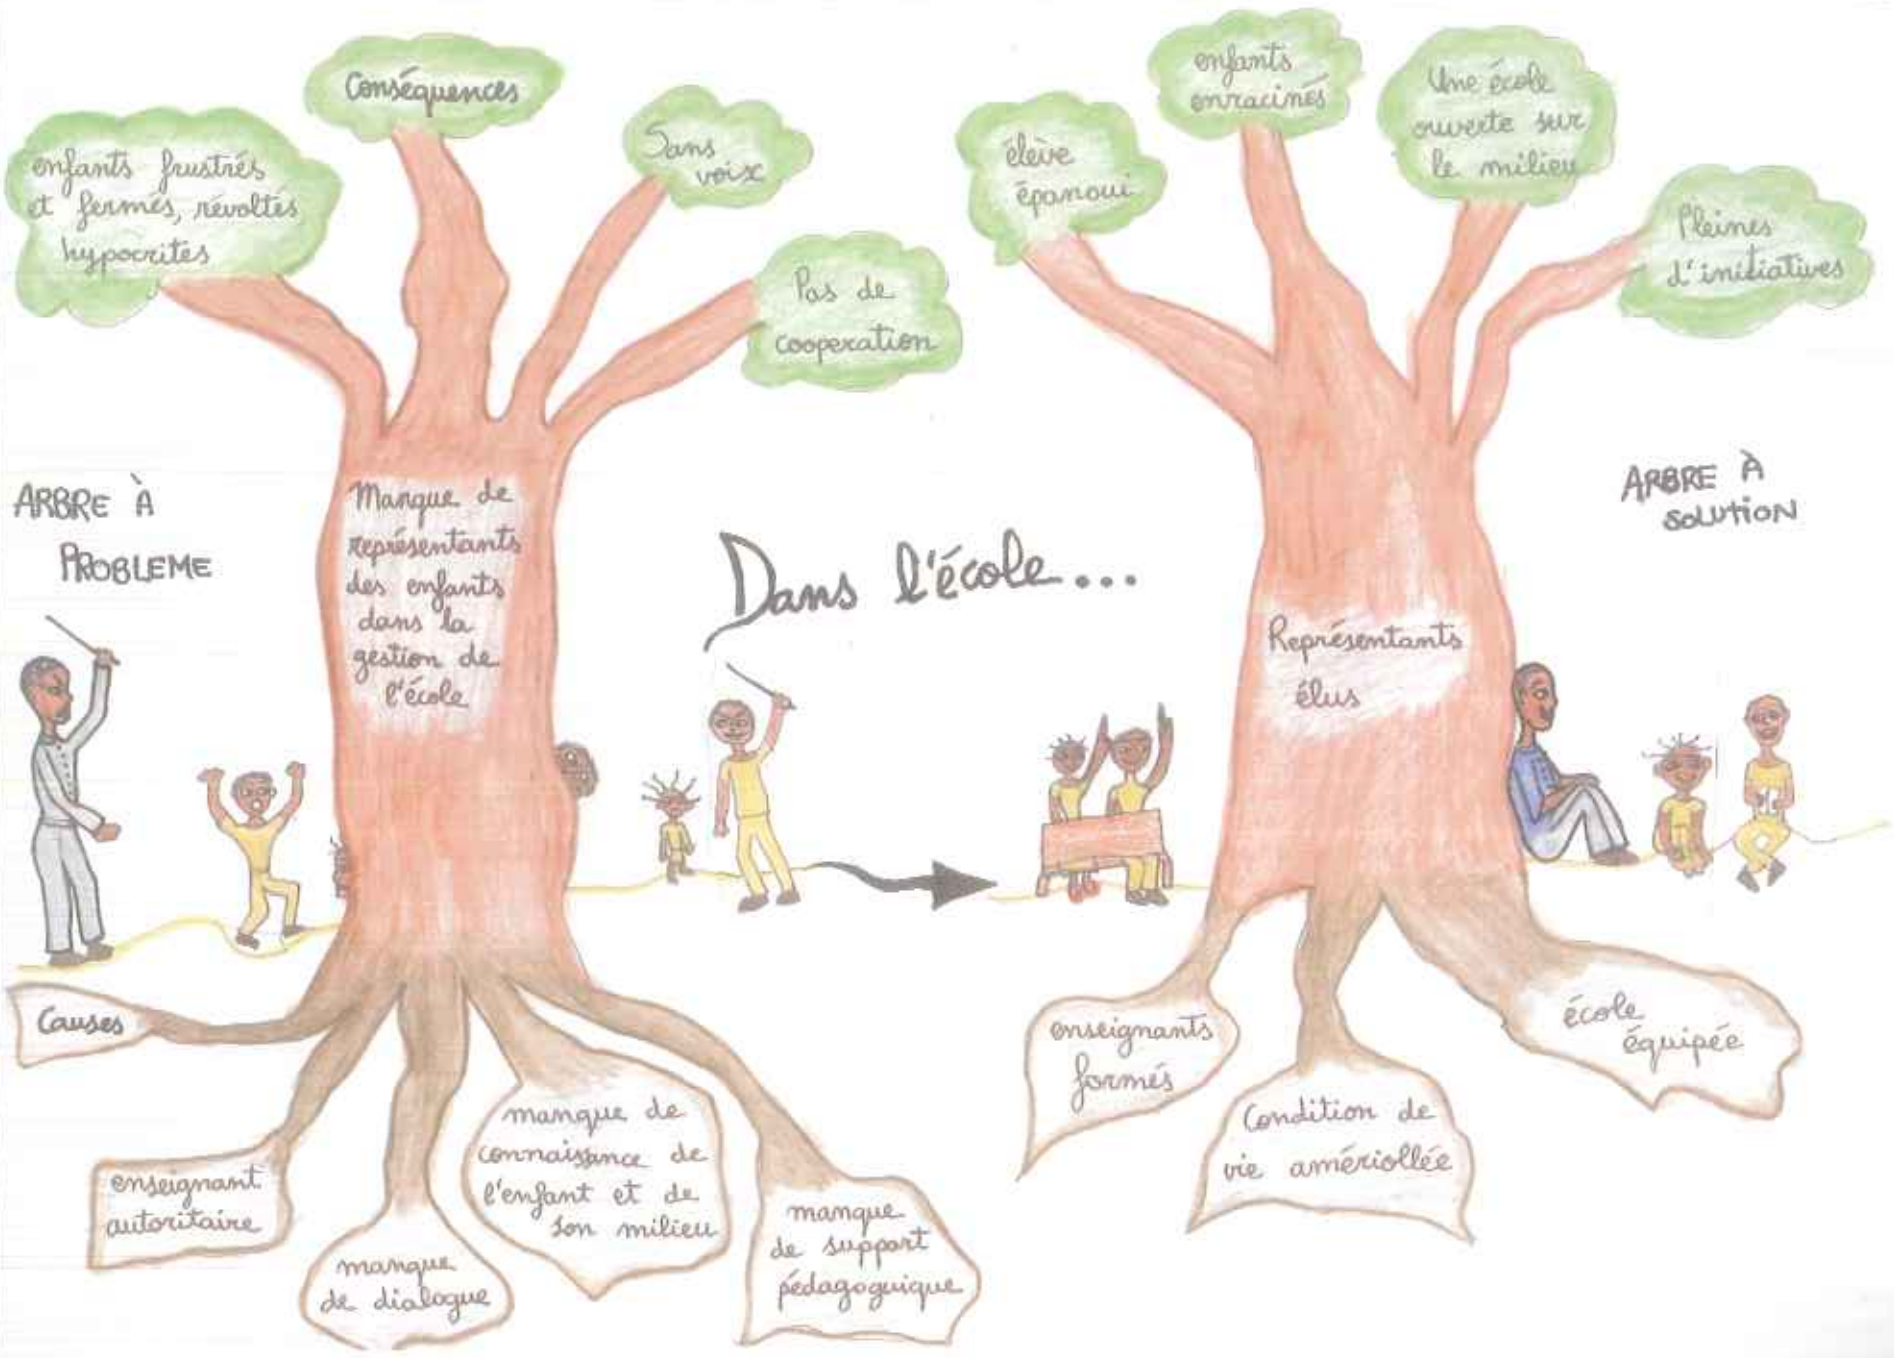 Conséquences
enfants frustrés
et fermés, révoltés,
hypocrites
Sans
voix
Pas de
cooperation
ARBRE À
PROBLEME
Manque de
représentants
des enfants
dans la
gestion de
l'école
Causes
enseignant
autoritaire
manque
de dialogue
manque de
connaissance de
l'enfant et de
son milieu
manque
de support
pédagoguique
Dans l'école...
élève
épanoui
enfants
enracinés
Une école
ouverte sur
le milieu
Pleines
d'initiatives
ARBRE À
SOLUTION
Représentants
élus
enseignants
formés
Condition de
vie amériollée
école
équipée